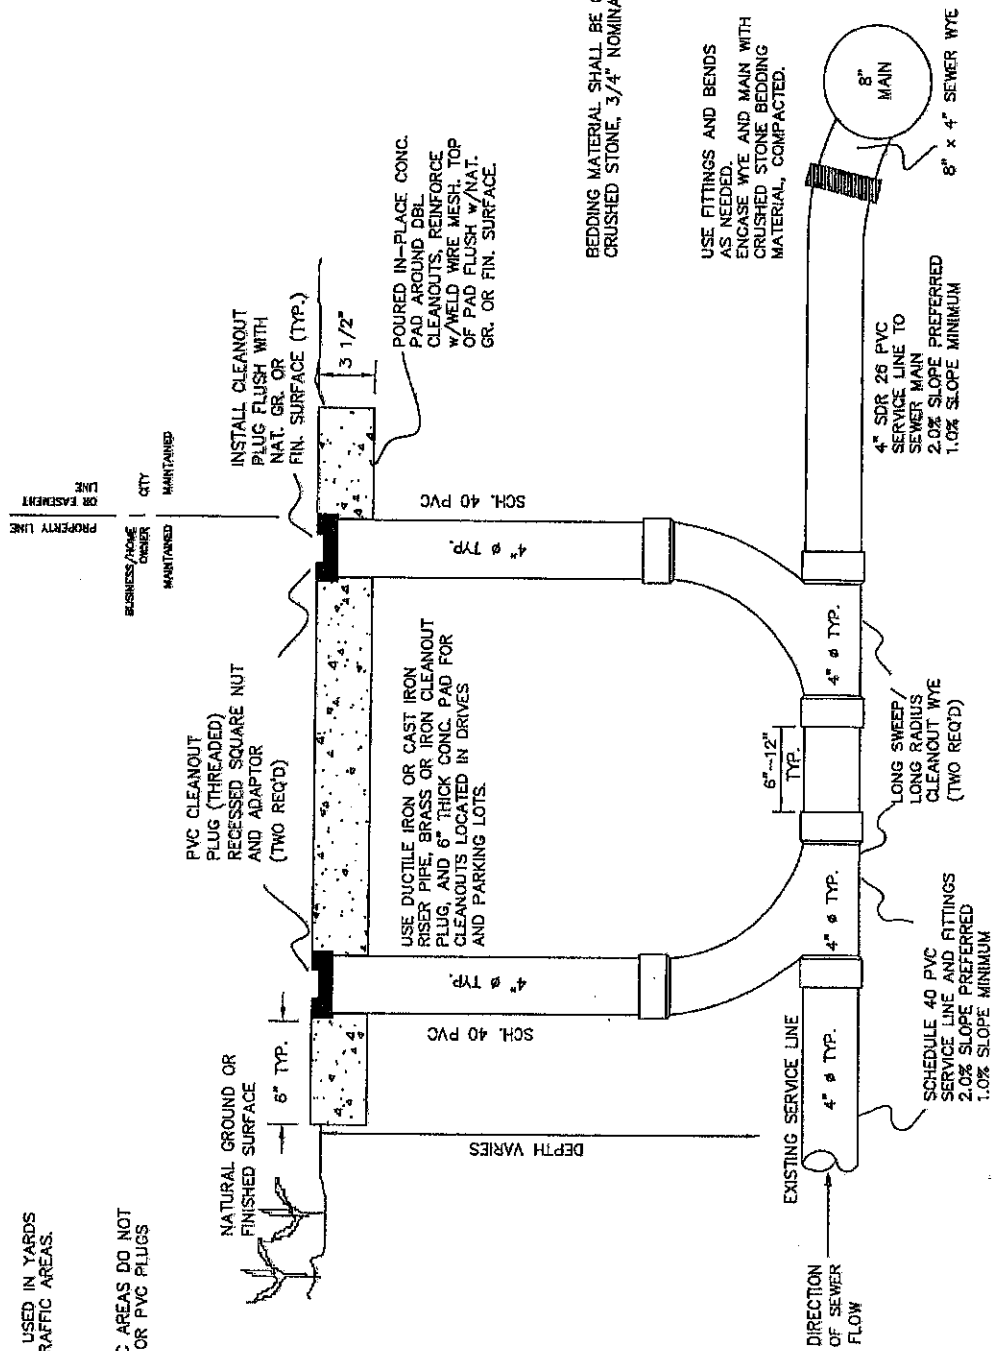 USED IN YARDS
RAFFIC AREAS.
AREAS DO NOT
OR PVC PLUGS
NATURAL GROUND OR
FINISHED SURFACE
6" TYP.
PVC CLEANOUT
PLUG (THREADED)
RECESSED SQUARE NUT
AND ADAPTOR
(TWO REQ'D)
PROPERTY LINE
OR EASEMENT
LINE
BUSINESS/HOME
OWNER
MAINTAINED
CITY
MAINTAINED
INSTALL CLEANOUT
PLUG FLUSH WITH
NAT. GR. OR
FIN. SURFACE (TYP.)
3 1/2"
POURED IN-PLACE CONC.
PAD AROUND DBL.
CLEANOUTS, REINFORCE
w/WELD WIRE MESH. TOP
OF PAD FLUSH w/NAT.
GR. OR FIN. SURFACE.
SCH. 40 PVC
4" ø TYP.
USE DUCTILE IRON OR CAST IRON
RISER PIPE, BRASS OR IRON CLEANOUT
PLUG, AND 6" THICK CONC. PAD FOR
CLEANOUTS LOCATED IN DRIVES
AND PARKING LOTS.
4" ø TYP.
SCH. 40 PVC
DEPTH VARIES
BEDDING MATERIAL SHALL BE
CRUSHED STONE, 3/4"
USE FITTINGS AND BENDS
AS NEEDED.
ENCASE WYE AND MAIN WITH
CRUSHED STONE BEDDING
MATERIAL, COMPACTED.
8"
MAIN
8" x 4" SEWER WYE
6"-12"
TYP.
EXISTING SERVICE LINE
4" ø TYP.
4" ø TYP.
4" ø TYP.
DIRECTION
OF SEWER
FLOW
SCHEDULE 40 PVC
SERVICE LINE AND FITTINGS
2.0% SLOPE PREFERRED
1.0% SLOPE MINIMUM
LONG SWEEP/
LONG RADIUS
CLEANOUT WYE
(TWO REQ'D)
4" SDR 26 PVC
SERVICE LINE TO
SEWER MAIN
2.0% SLOPE PREFERRED
1.0% SLOPE MINIMUM